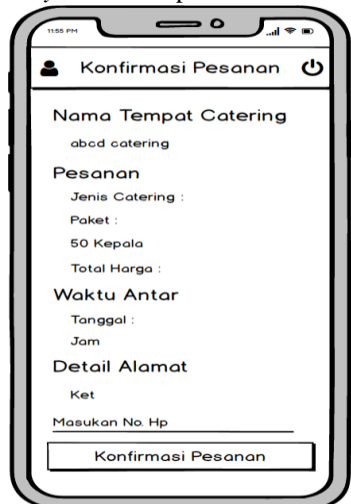 11:55 PM
Konfirmasi Pesanan
Nama Tempat Catering
abcd catering
Pesanan
Jenis Catering :
Paket :
50 Kepala
Total Harga :
Waktu Antar
Tanggal :
Jam
Detail Alamat
Ket
Masukan No. Hp
Konfirmasi Pesanan